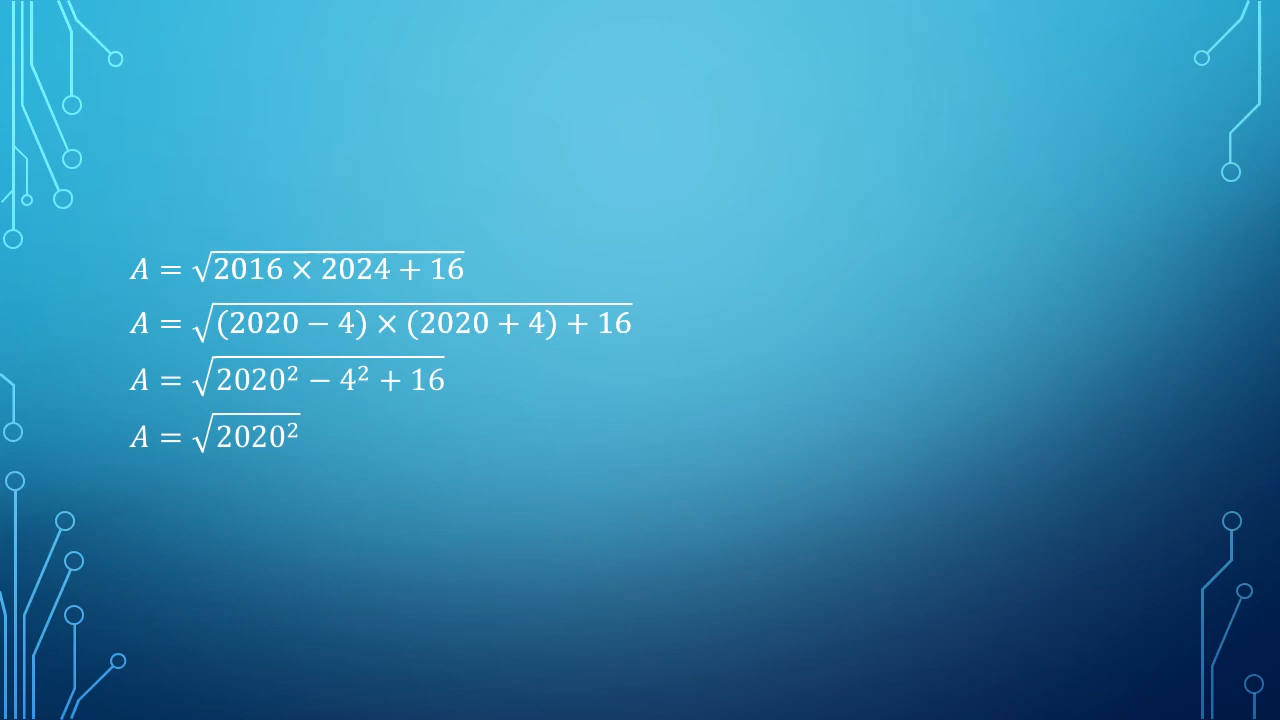 A = √(2016 × 2024 + 16)
A = √((2020 − 4) × (2020 + 4) + 16)
A = √(2020² − 4² + 16)
A = √(2020²)